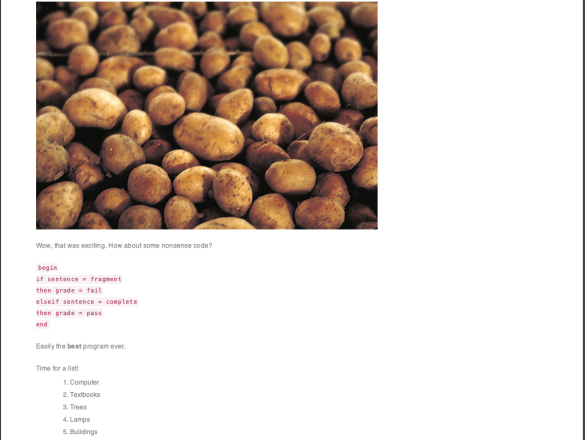 Wow, that was exciting. How about some nonsense code?
begin
if sentence = fragment
then grade = fail
elseif sentence = complete
then grade = pass
end
Easily the best program ever.
Time for a list!
1. Computer
2. Textbooks
3. Trees
4. Lamps
5. Buildings